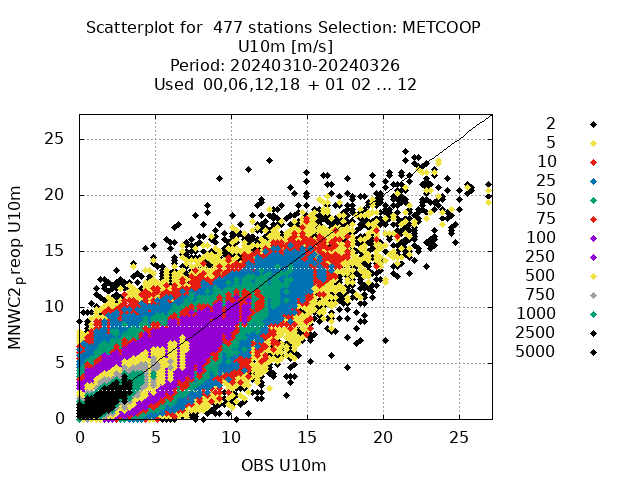 Scatterplot for 477 stations Selection: METCOOP
U10m [m/s]
Period: 20240310-20240326
Used 00,06,12,18 + 01 02 ... 12
MNWC2_preop U10m
25
20
15
10
5
0
0 5 10 15 20 25
OBS U10m
2
5
10
25
50
75
100
250
500
750
1000
2500
5000